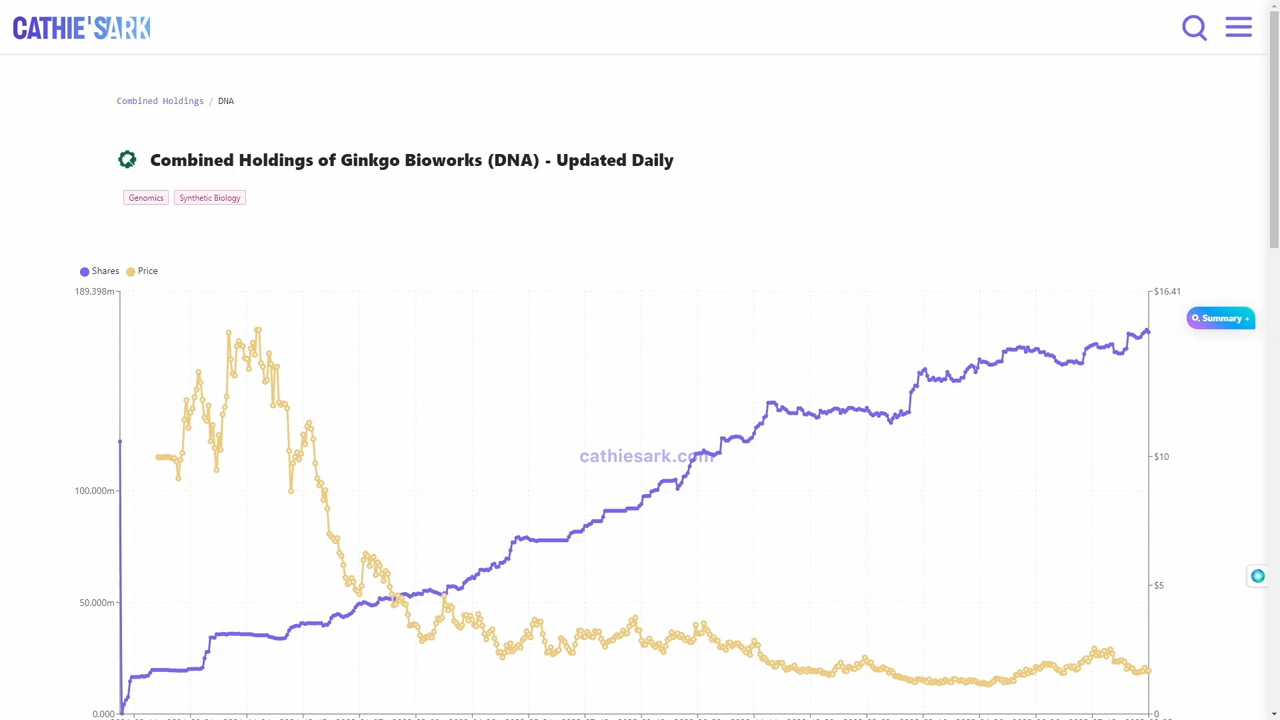 CATHIE'SARK
Combined Holdings / DNA
Combined Holdings of Ginkgo Bioworks (DNA) - Updated Daily
Genomics
Synthetic Biology
Shares Price
189.398m
$16.41
Summary +
cathiesark.com
$10
100.000m
$5
50.000m
0.000
0